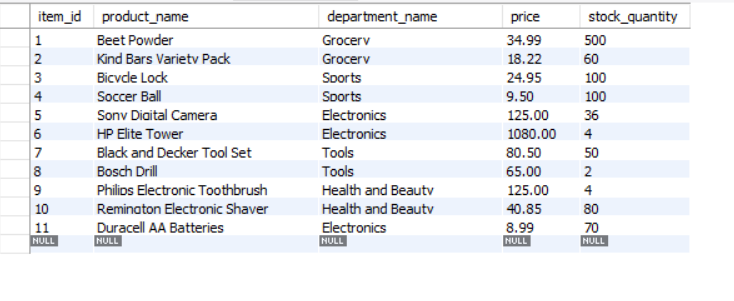 item_id product_name department_name price stock_quantity
1 Beet Powder Grocery 34.99 500
2 Kind Bars Variety Pack Grocery 18.22 60
3 Bicycle Lock Sports 24.95 100
4 Soccer Ball Sports 9.50 100
5 Sony Digital Camera Electronics 125.00 36
6 HP Elite Tower Electronics 1080.00 4
7 Black and Decker Tool Set Tools 80.50 50
8 Bosch Drill Tools 65.00 2
9 Philips Electronic Toothbrush Health and Beauty 125.00 4
10 Remington Electronic Shaver Health and Beauty 40.85 80
11 Duracell AA Batteries Electronics 8.99 70
NULL NULL NULL NULL NULL